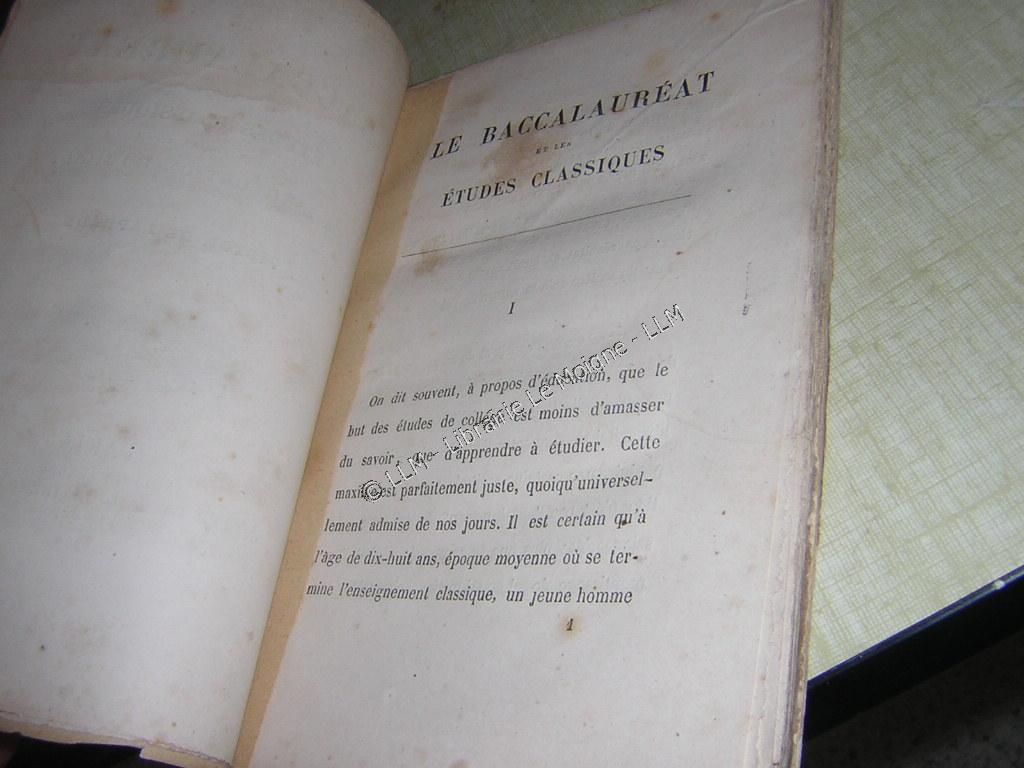 LE BACCALAURÉAT
ET LES
ÉTUDES CLASSIQUES
I
On dit souvent, à propos d'éducation, que le
but des études de collége est moins d'amasser
du savoir, que d'apprendre à étudier. Cette
maxime est parfaitement juste, quoiqu'universel-
lement admise de nos jours. Il est certain qu'à
l'âge de dix-huit ans, époque moyenne où se ter-
mine l'enseignement classique, un jeune homme
1
© LLM - Librairie Le Moigne - LLM